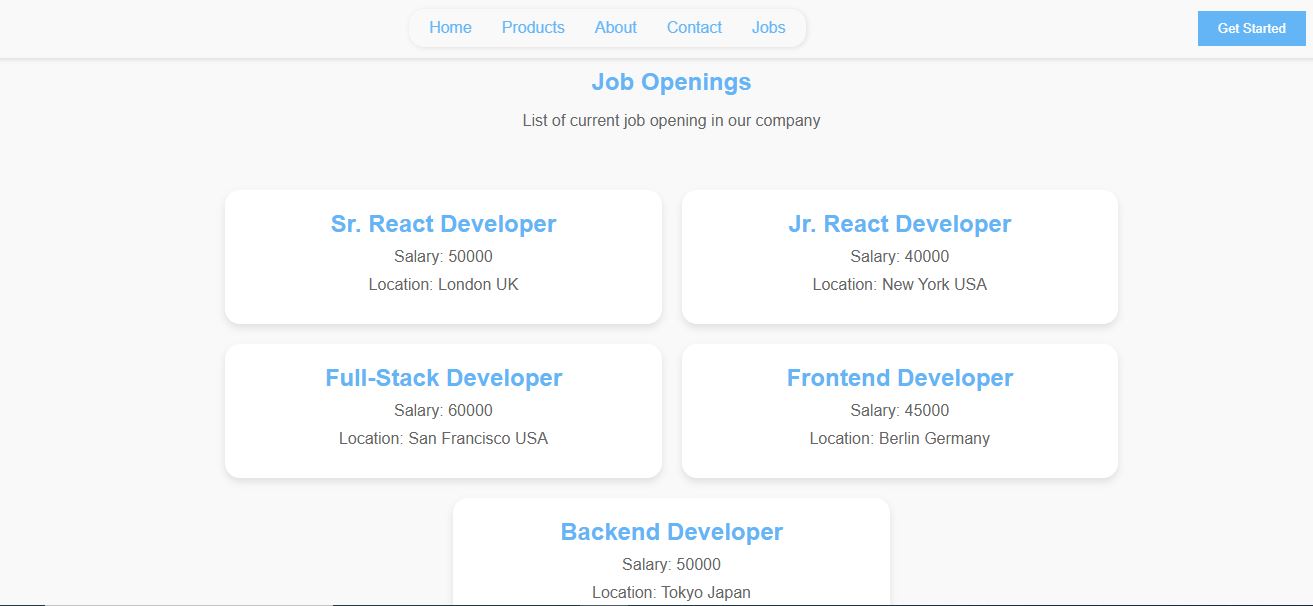 Home Products About Contact Jobs
Get Started
Job Openings
List of current job opening in our company
Sr. React Developer
Salary: 50000
Location: London UK
Jr. React Developer
Salary: 40000
Location: New York USA
Full-Stack Developer
Salary: 60000
Location: San Francisco USA
Frontend Developer
Salary: 45000
Location: Berlin Germany
Backend Developer
Salary: 50000
Location: Tokyo Japan